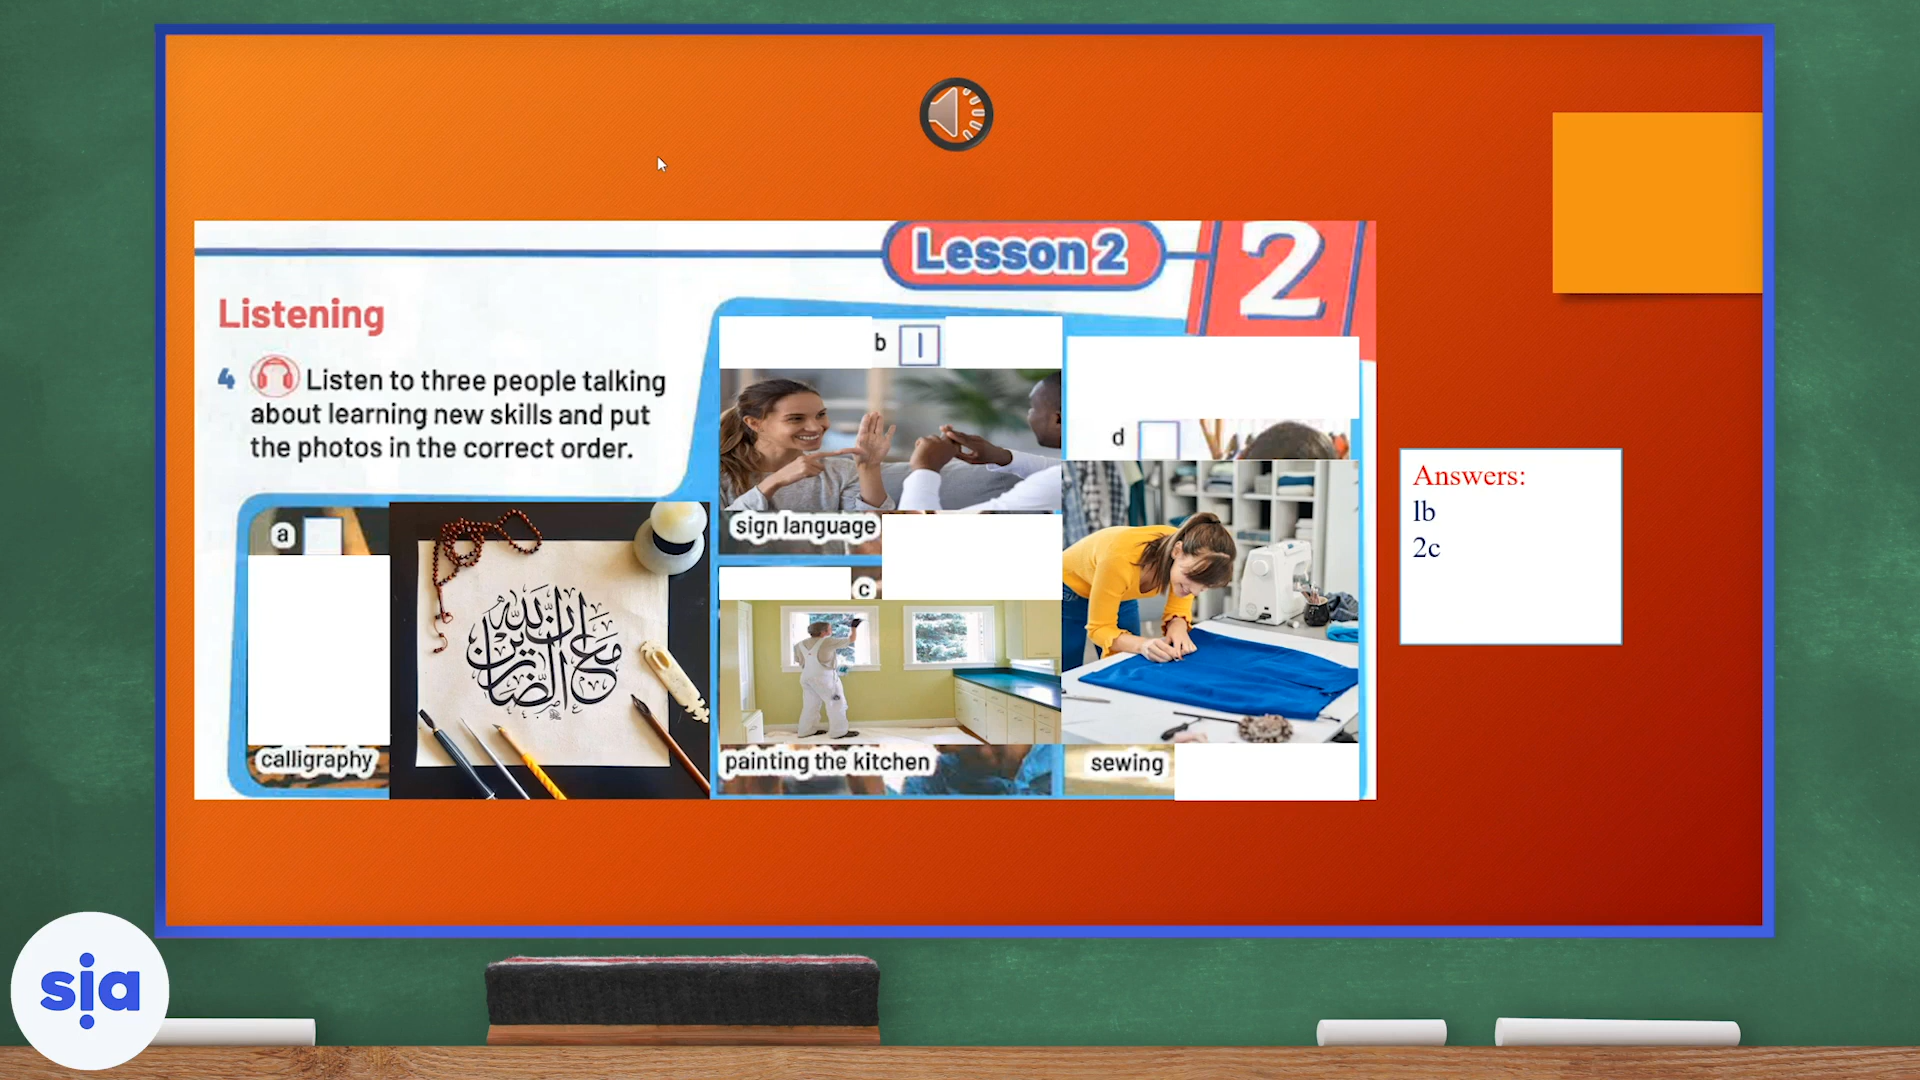 Lesson 2
2
Listening
4 Listen to three people talking
about learning new skills and put
the photos in the correct order.
b 1
d
sign language
a
c
calligraphy
painting the kitchen
sewing
Answers:
1b
2c
sia